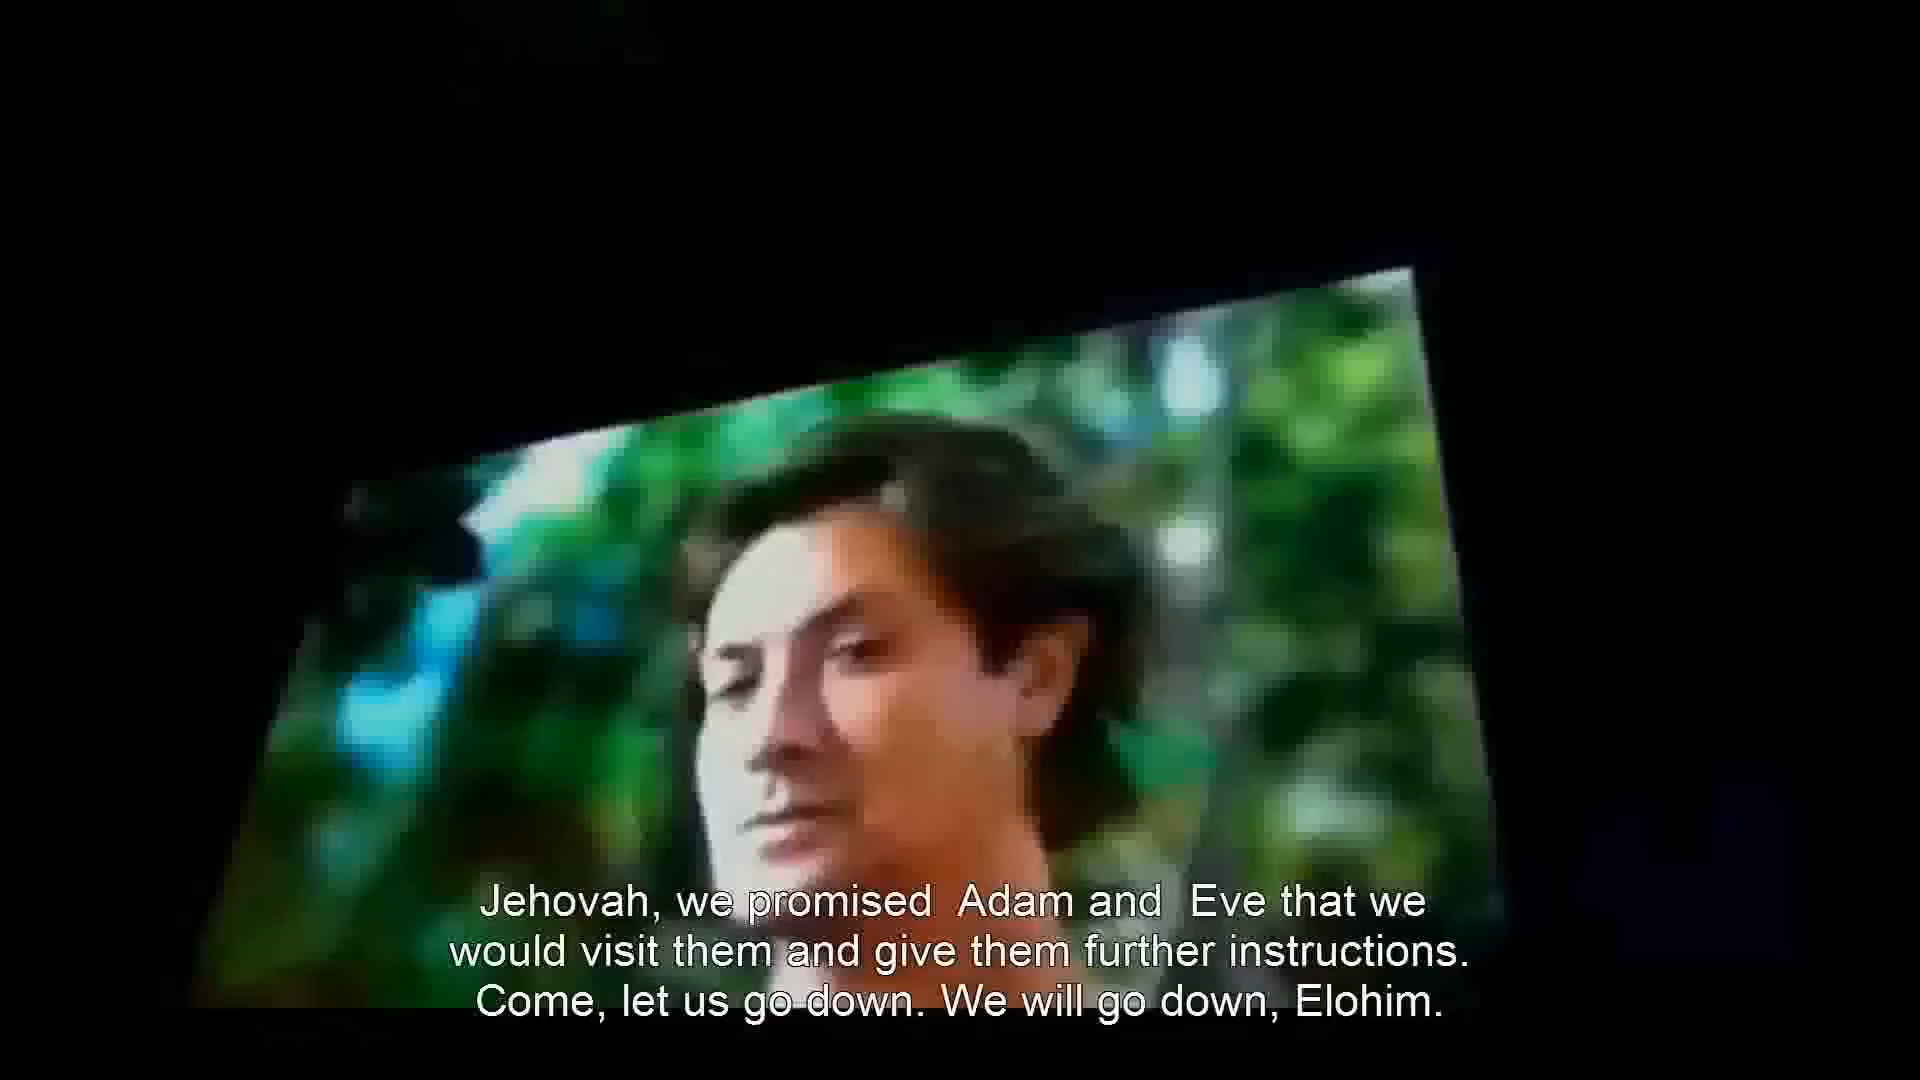 Jehovah, we promised  Adam and  Eve that we
would visit them and give them further instructions.
Come, let us go down. We will go down, Elohim.